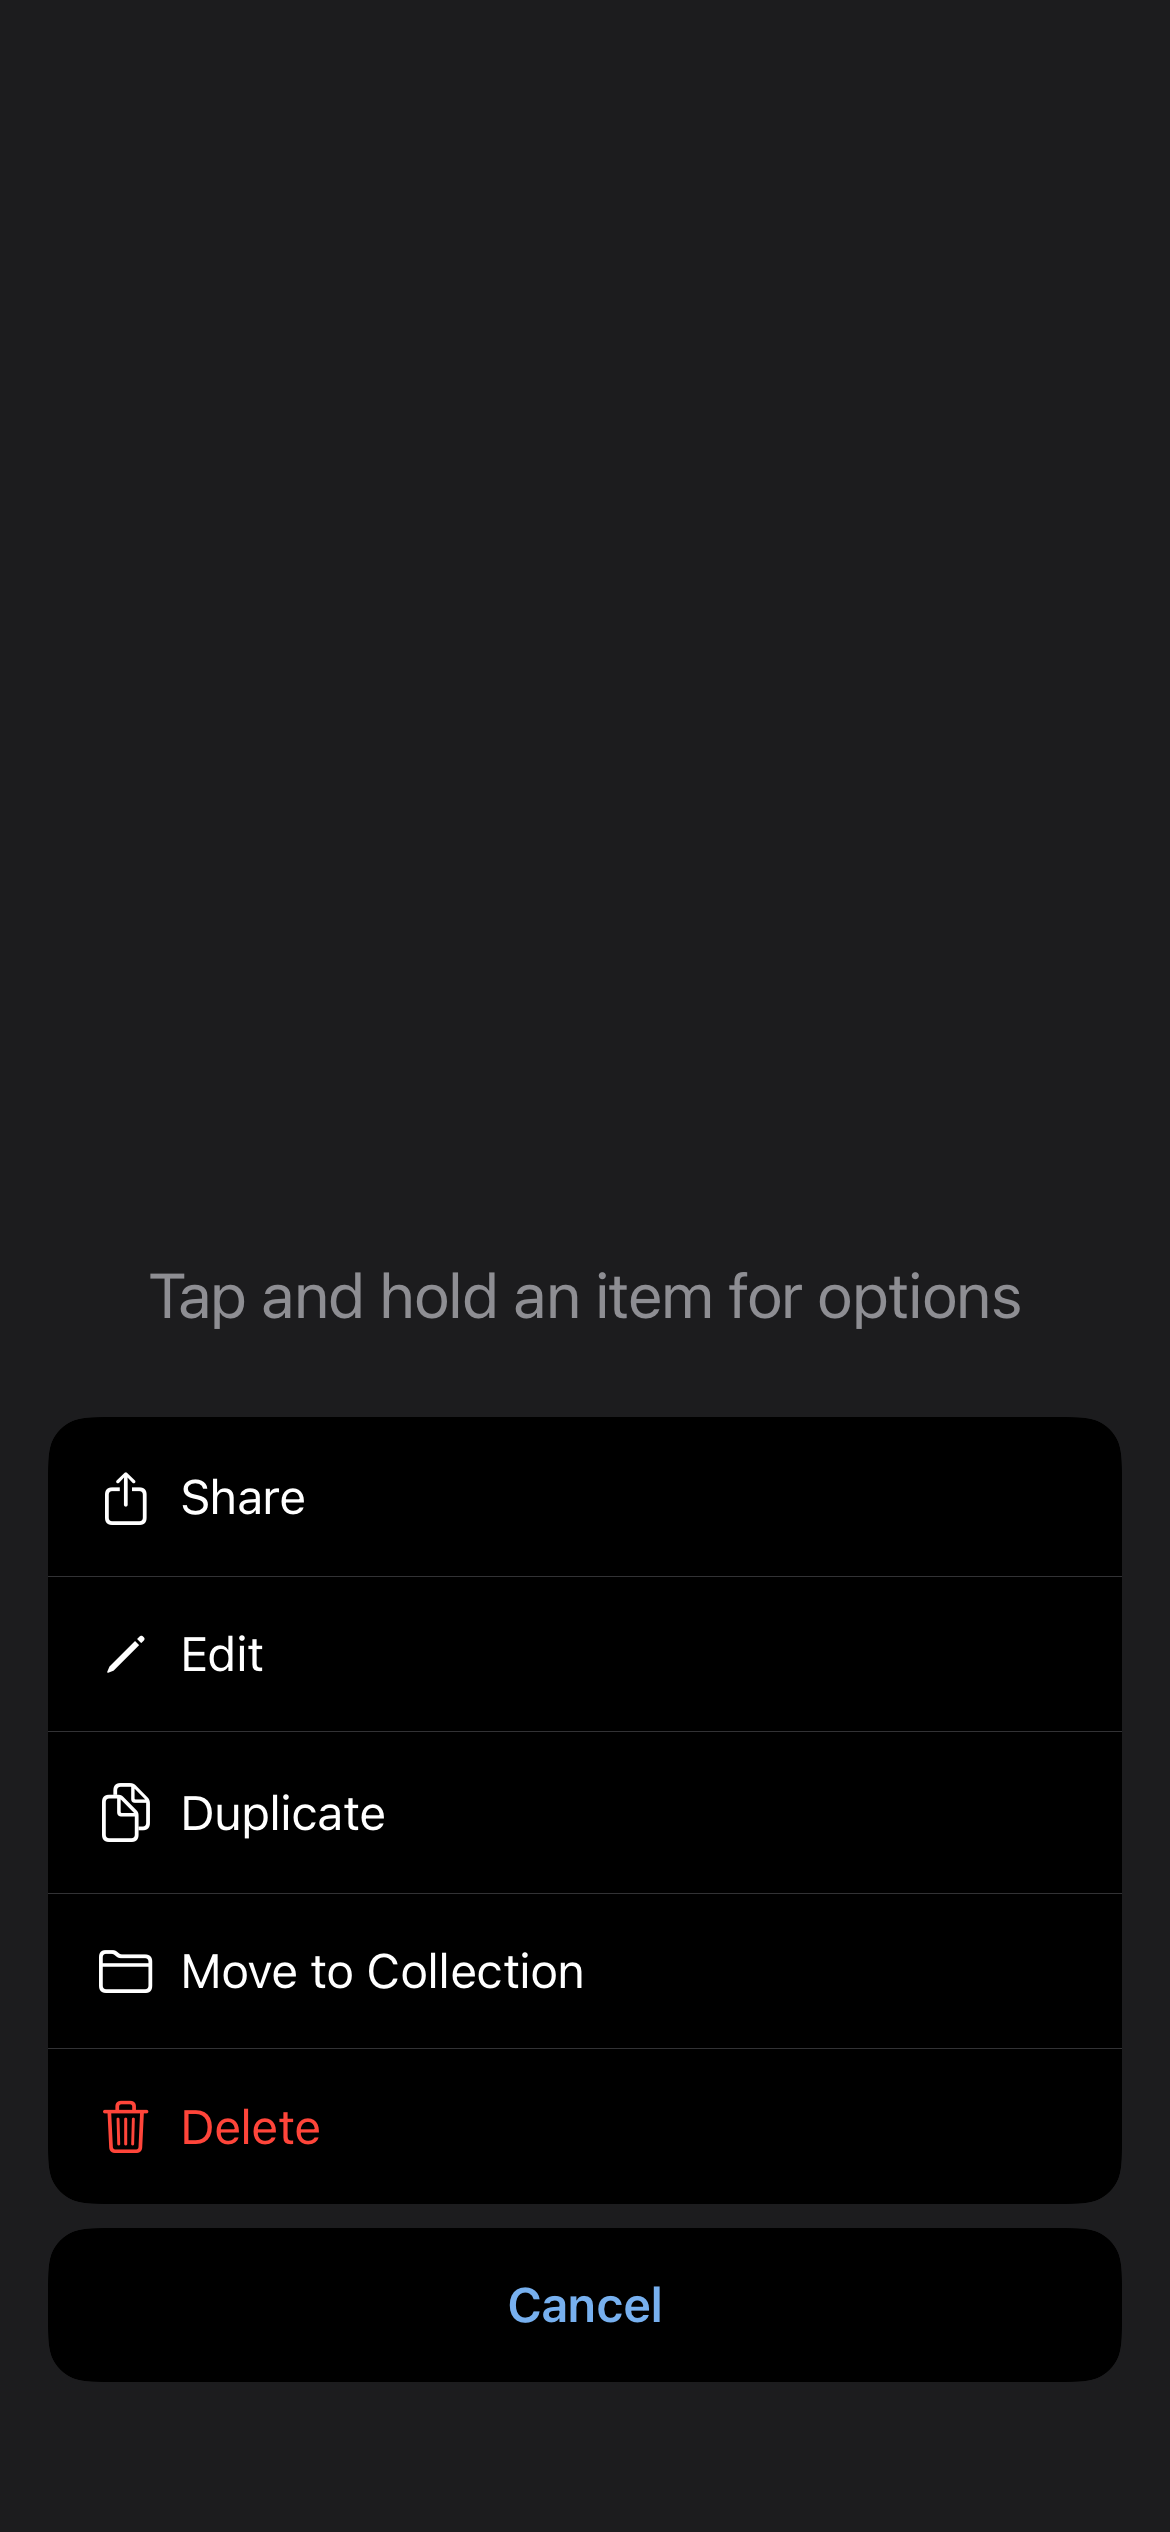 Tap and hold an item for options
Share
Edit
Duplicate
Move to Collection
Delete
Cancel